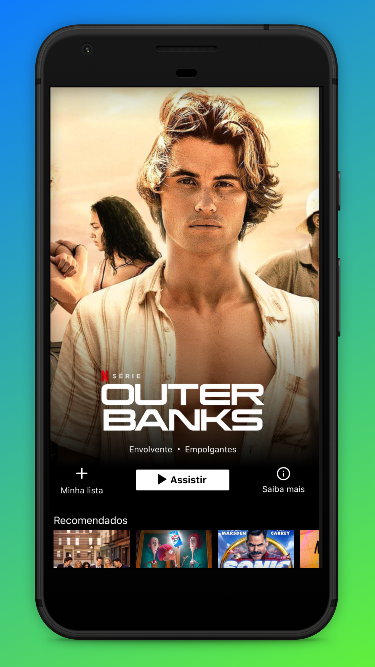 N SÉRIE
OUTER
BANKS
Envolvente • Empolgantes
Minha lista
Assistir
Saiba mais
Recomendados
MARSDEN CARREY
SONIC